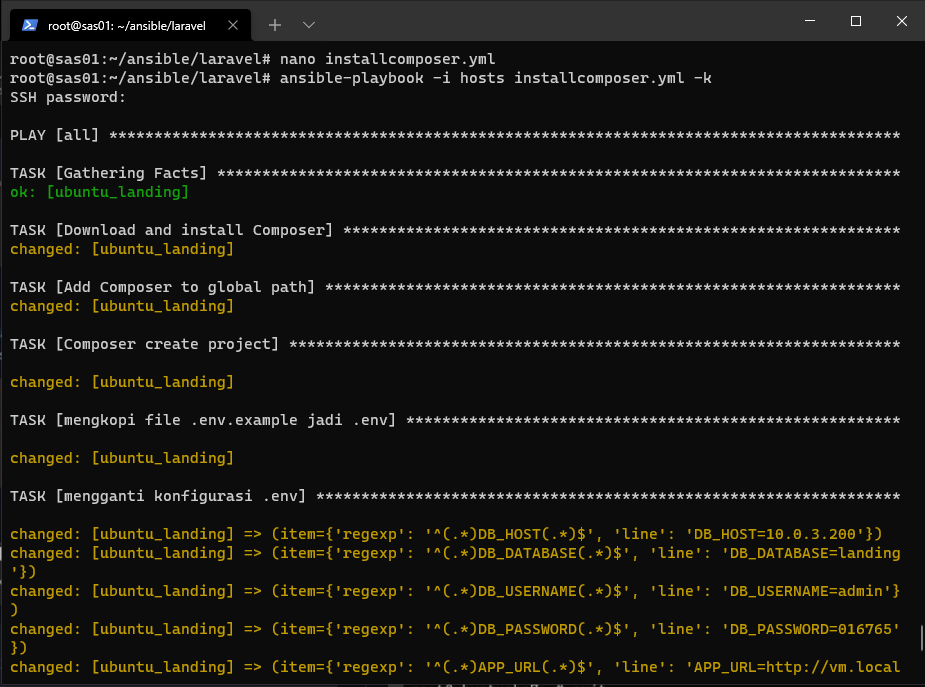 root@sas01: ~/ansible/laravel
root@sas01:~/ansible/laravel# nano installcomposer.yml
root@sas01:~/ansible/laravel# ansible-playbook -i hosts installcomposer.yml -k
SSH password:
PLAY [all] ****************************************************************************************
TASK [Gathering Facts] ****************************************************************************
ok: [ubuntu_landing]
TASK [Download and install Composer] **************************************************************
changed: [ubuntu_landing]
TASK [Add Composer to global path] ****************************************************************
changed: [ubuntu_landing]
TASK [Composer create project] ********************************************************************
changed: [ubuntu_landing]
TASK [mengkopi file .env.example jadi .env] *******************************************************
changed: [ubuntu_landing]
TASK [mengganti konfigurasi .env] *****************************************************************
changed: [ubuntu_landing] => (item={'regexp': '^(.*)DB_HOST(.*)$', 'line': 'DB_HOST=10.0.3.200'})
changed: [ubuntu_landing] => (item={'regexp': '^(.*)DB_DATABASE(.*)$', 'line': 'DB_DATABASE=landing
'})
changed: [ubuntu_landing] => (item={'regexp': '^(.*)DB_USERNAME(.*)$', 'line': 'DB_USERNAME=admin'}
)
changed: [ubuntu_landing] => (item={'regexp': '^(.*)DB_PASSWORD(.*)$', 'line': 'DB_PASSWORD=016765'
})
changed: [ubuntu_landing] => (item={'regexp': '^(.*)APP_URL(.*)$', 'line': 'APP_URL=http://vm.local